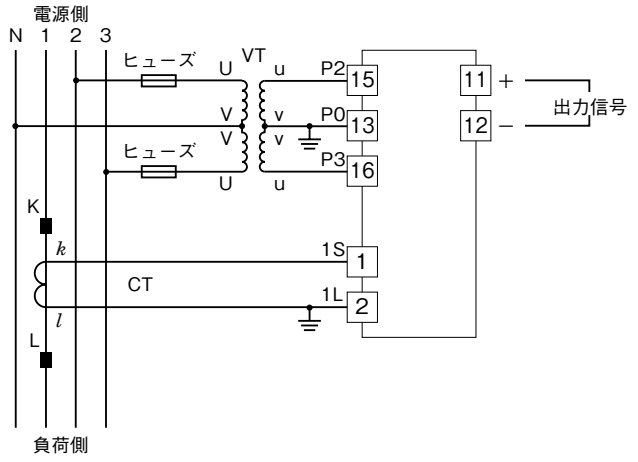 電源側
N 1 2 3
ヒューズ U VT u P2 15 11 +
V v P0 13 12 − 出力信号
V v
ヒューズ U u P3 16
K
k 1S 1
CT
l 1L 2
L
負荷側